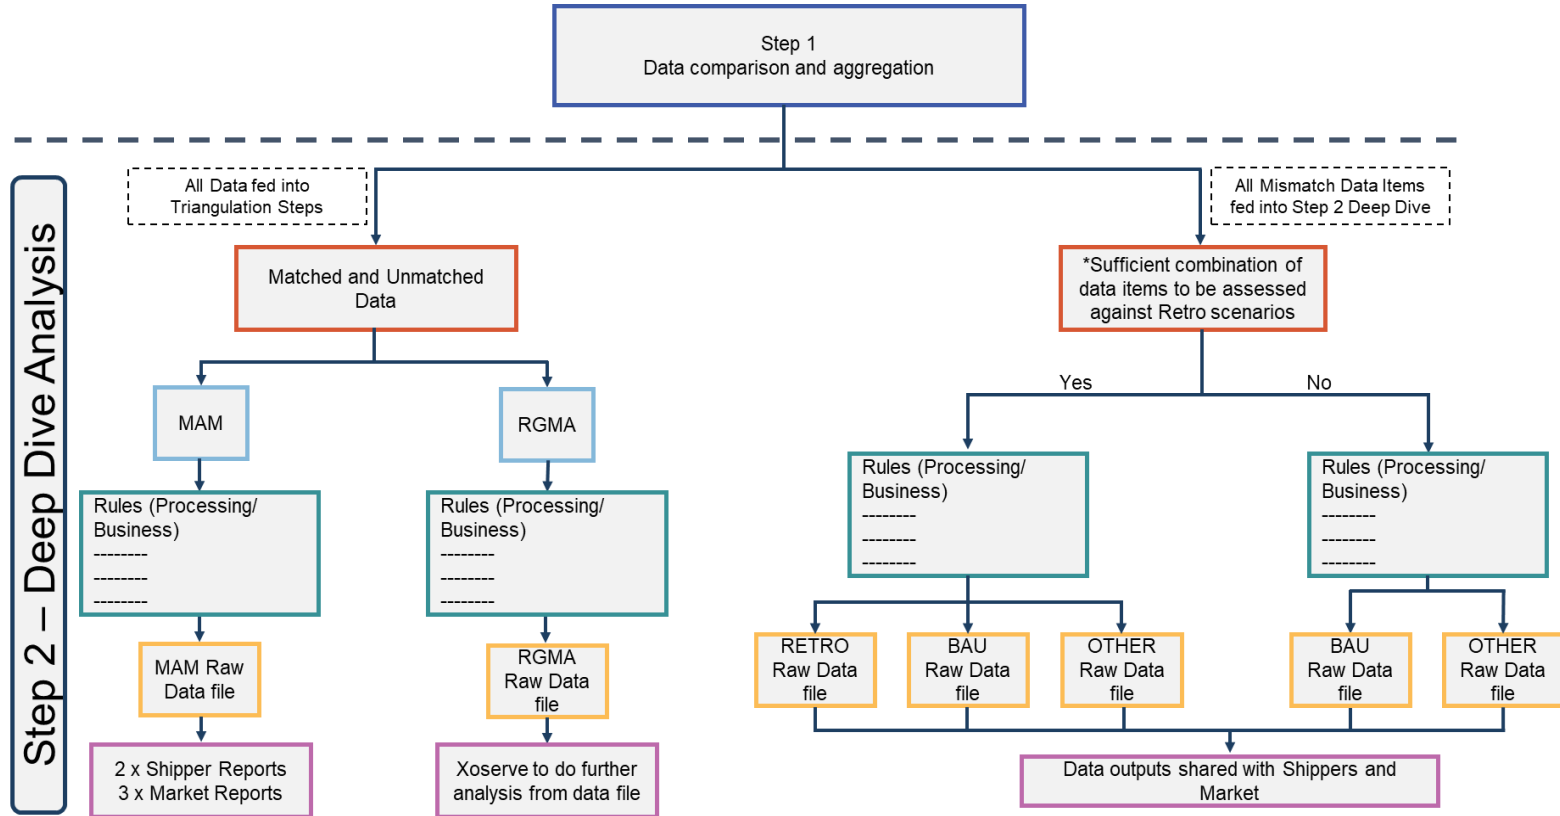 Step 1
Data comparison and aggregation
Step 2 – Deep Dive Analysis
All Data fed into
Triangulation Steps
All Mismatch Data Items
fed into Step 2 Deep Dive
Matched and Unmatched
Data
*Sufficient combination of
data items to be assessed
against Retro scenarios
Yes
No
MAM
RGMA
Rules (Processing/
Business)
--------
--------
--------
Rules (Processing/
Business)
--------
--------
--------
Rules (Processing/
Business)
--------
--------
--------
Rules (Processing/
Business)
--------
--------
--------
MAM Raw
Data file
RGMA
Raw Data
file
RETRO
Raw Data
file
BAU
Raw Data
file
OTHER
Raw Data
file
BAU
Raw Data
file
OTHER
Raw Data
file
2 x Shipper Reports
3 x Market Reports
Xoserve to do further
analysis from data file
Data outputs shared with Shippers and
Market